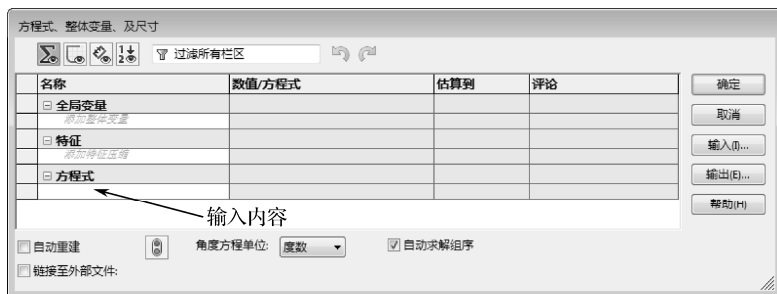 方程式、整体变量、及尺寸
过滤所有栏区
名称 数值/方程式 估算到 评论
全局变量
添加整体变量
特征
添加特征压缩
方程式
输入内容
确定
取消
输入(I)...
输出(E)...
帮助(H)
自动重建 角度方程单位: 度数 自动求解组序
链接至外部文件: